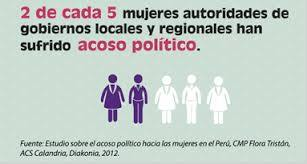 2 de cada 5 mujeres autoridades de
gobiernos locales y regionales han
sufrido acoso político.
Fuente: Estudio sobre el acoso político hacia las mujeres en el Perú, CMP Flora Tristán,
ACS Calandria, Diakonia, 2012.